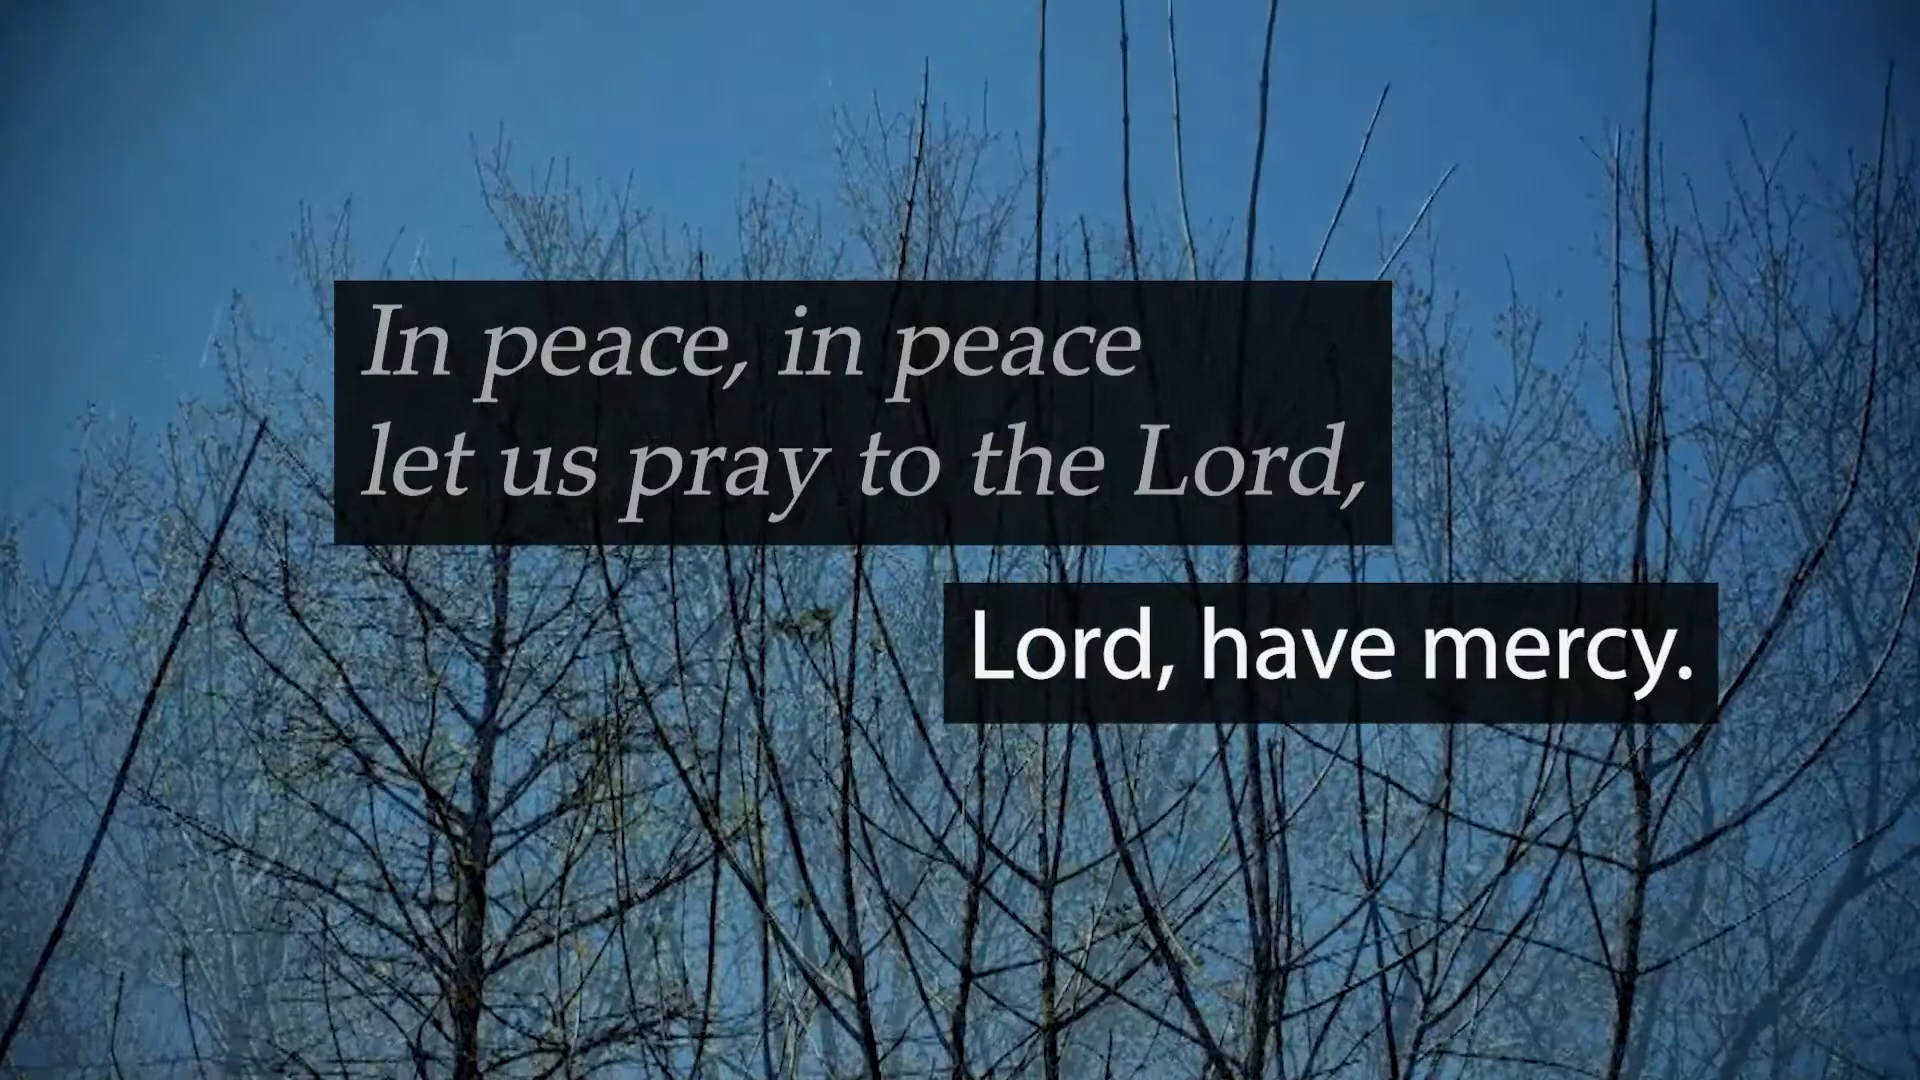 In peace, in peace
let us pray to the Lord,
Lord, have mercy.